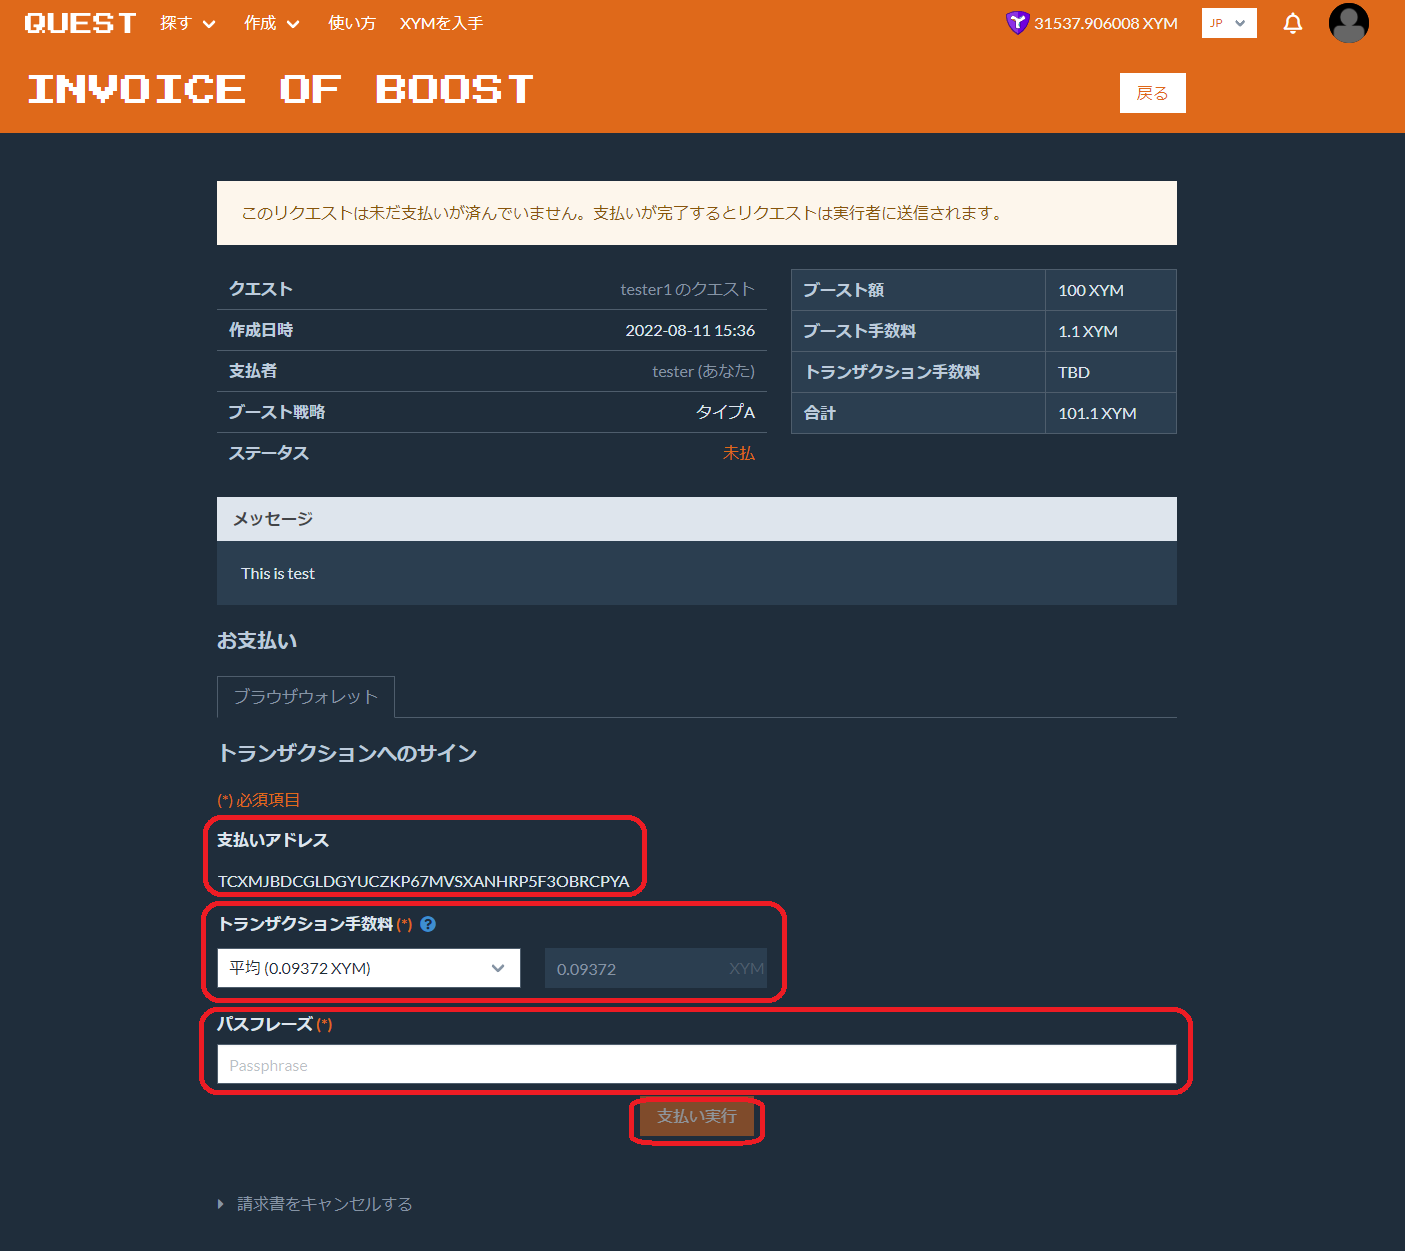 QUEST 探す 作成 使い方 XYMを入手 31537.906008 XYM JP
INVOICE OF BOOST 戻る
このリクエストは未だ支払いが済んでいません。支払いが完了するとリクエストは実行者に送信されます。
クエスト tester1 のクエスト
作成日時 2022-08-11 15:36
支払者 tester (あなた)
ブースト戦略 タイプA
ステータス 未払
ブースト額 100 XYM
ブースト手数料 1.1 XYM
トランザクション手数料 TBD
合計 101.1 XYM
メッセージ
This is test
お支払い
ブラウザウォレット
トランザクションへのサイン
(*) 必須項目
支払いアドレス
TCXMJBDCGLDGYUCZKP67MVSXANHRP5F3OBRCPYA
トランザクション手数料 (*) ?
平均 (0.09372 XYM) 0.09372 XYM
パスフレーズ (*)
Passphrase
支払い実行
請求書をキャンセルする